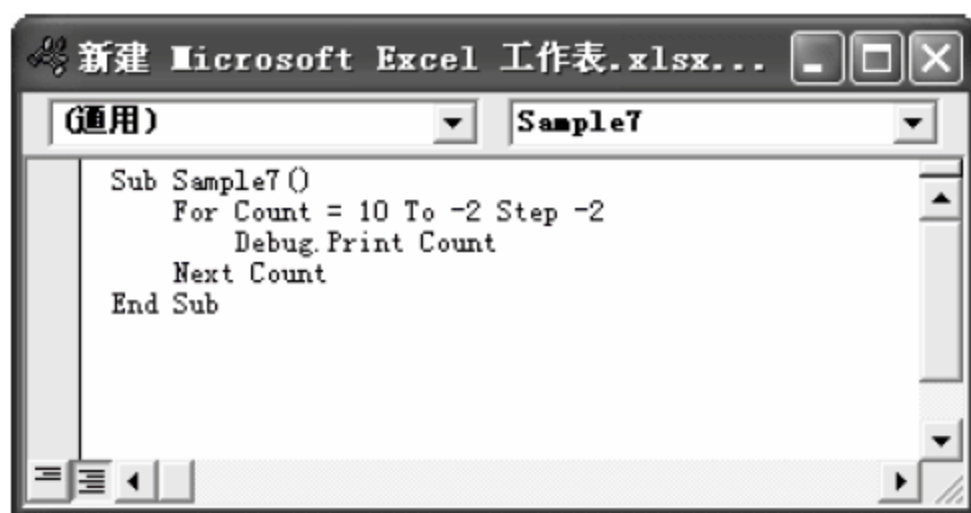 新建 Microsoft Excel 工作表.xlsx...
(通用)
Sample7
Sub Sample7()
    For Count = 10 To -2 Step -2
        Debug.Print Count
    Next Count
End Sub